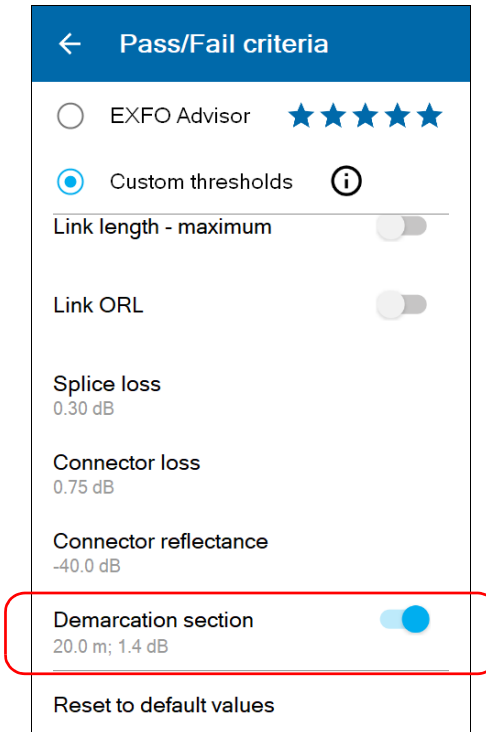 Pass/Fail criteria
EXFO Advisor
Custom thresholds
Link length - maximum
Link ORL
Splice loss
0.30 dB
Connector loss
0.75 dB
Connector reflectance
-40.0 dB
Demarcation section
20.0 m; 1.4 dB
Reset to default values